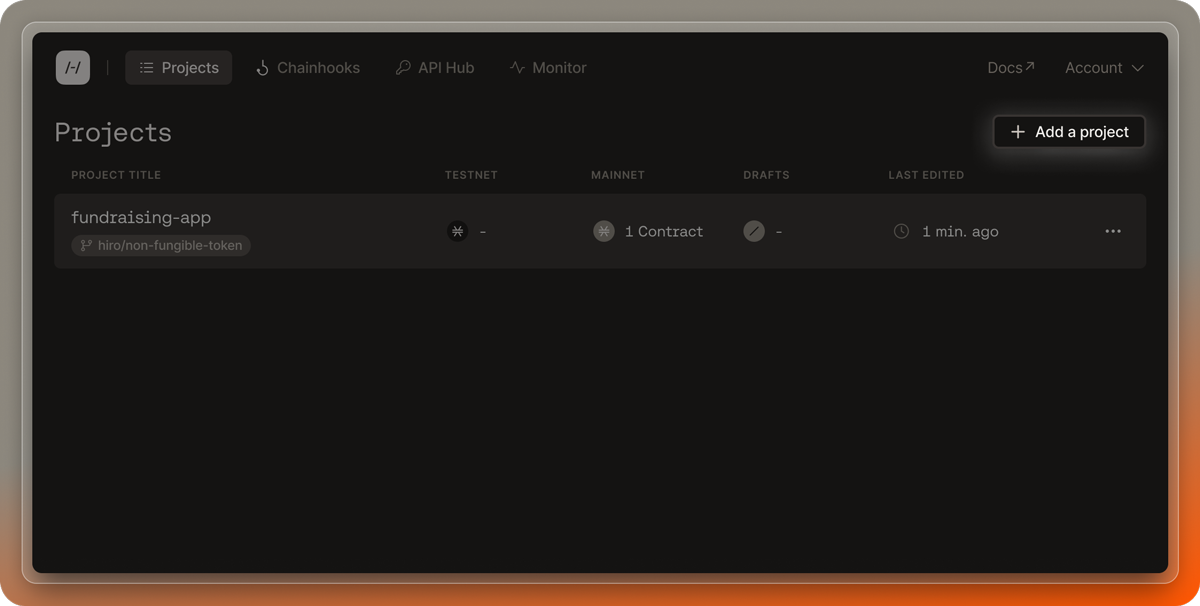 /-/ Projects Chainhooks API Hub Monitor Docs Account
Projects + Add a project
PROJECT TITLE TESTNET MAINNET DRAFTS LAST EDITED
fundraising-app
hiro/non-fungible-token - 1 Contract - 1 min. ago